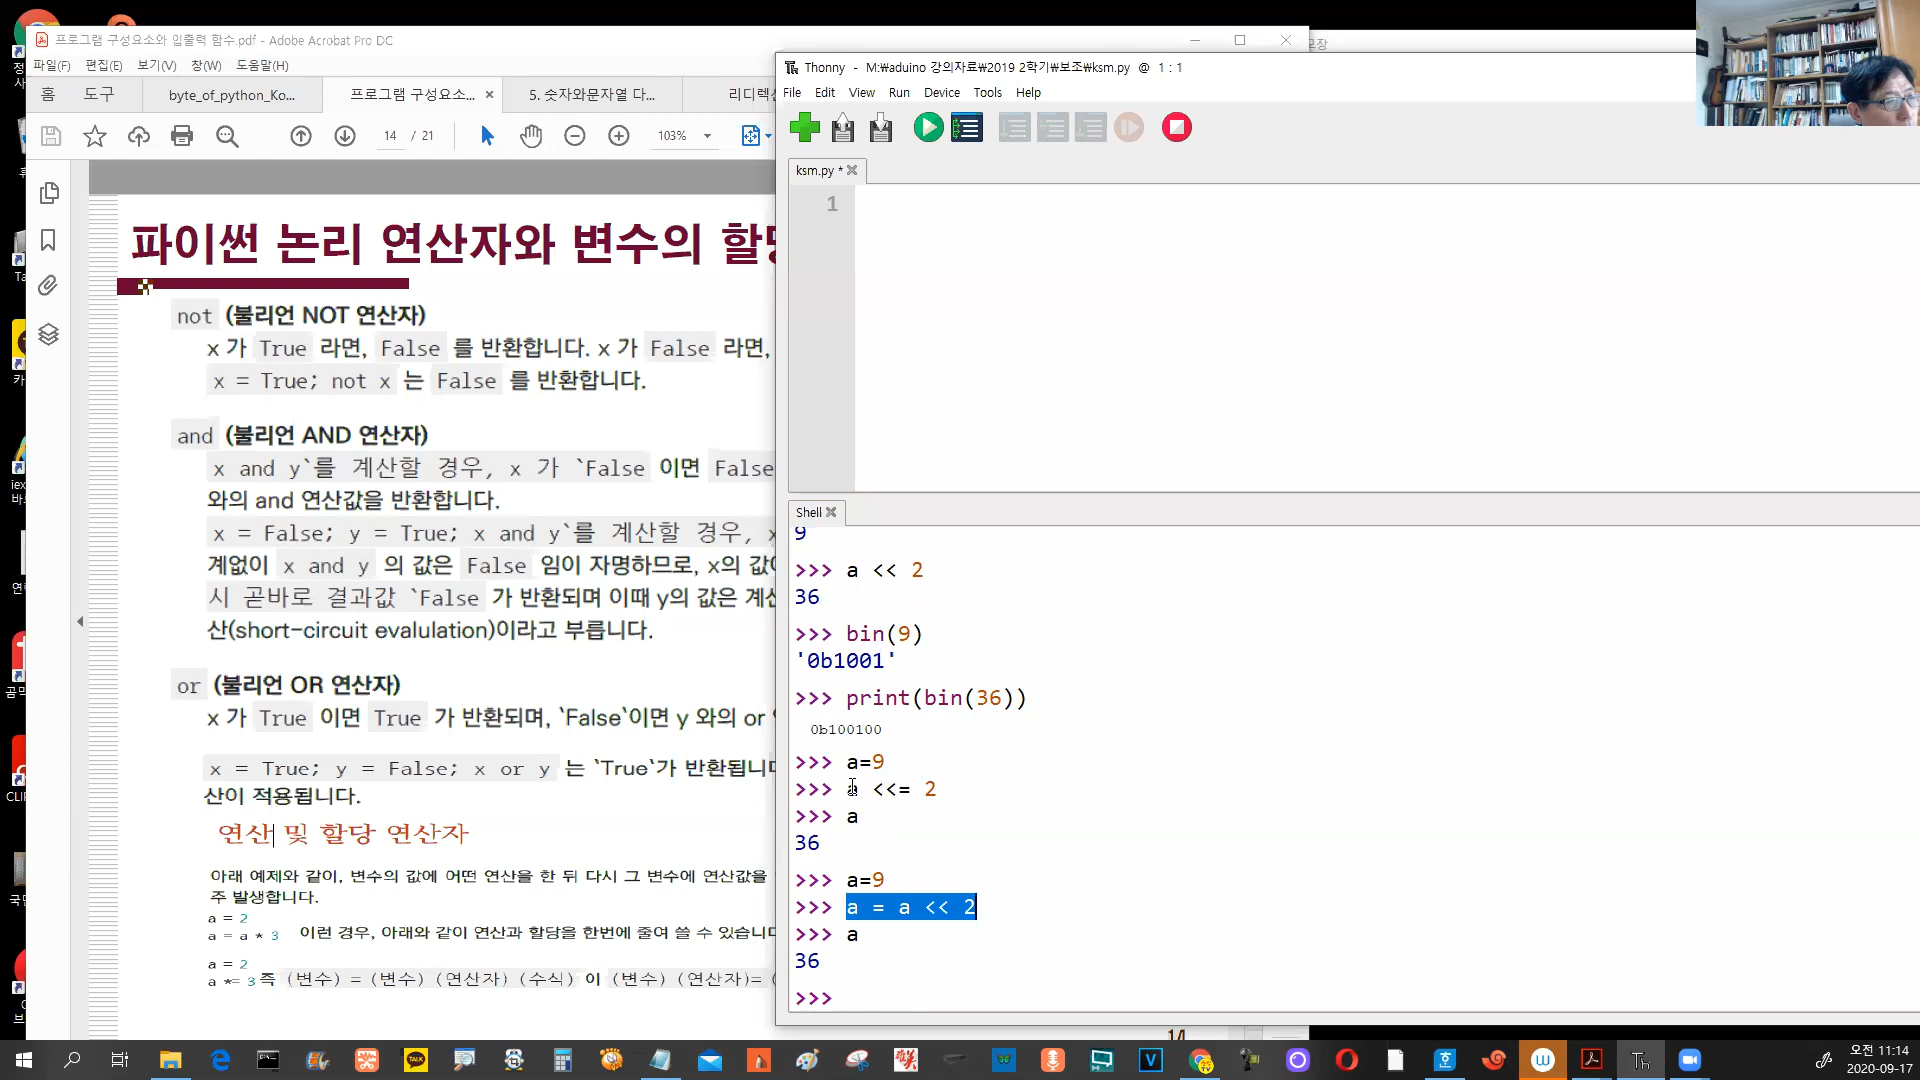 프로그램 구성요소와 입출력 함수.pdf - Adobe Acrobat Pro DC
파일(F) 편집(E) 보기(V) 창(W) 도움말(H)
홈 도구 byte_of_python_Ko... 프로그램 구성요소... × 5. 숫자와문자열 다... 리디렉션
14 / 21 103%
파이썬 논리 연산자와 변수의 할당
not (불리언 NOT 연산자)
x 가 True 라면, False 를 반환합니다. x 가 False 라면,
x = True; not x 는 False 를 반환합니다.
and (불리언 AND 연산자)
x and y`를 계산할 경우, x 가 `False 이면 False
와의 and 연산값을 반환합니다.
x = False; y = True; x and y`를 계산할 경우, x
계없이 x and y 의 값은 False 임이 자명하므로, x의 값이
시 곧바로 결과값 `False 가 반환되며 이때 y의 값은 계산
산(short-circuit evalulation)이라고 부릅니다.
or (불리언 OR 연산자)
x 가 True 이면 True 가 반환되며, `False`이면 y 와의 or
x = True; y = False; x or y 는 `True`가 반환됩니다
산이 적용됩니다.
연산 및 할당 연산자
아래 예제와 같이, 변수의 값에 어떤 연산을 한 뒤 다시 그 변수에 연산값을
주 발생합니다.
a = 2
a = a * 3 이런 경우, 아래와 같이 연산과 할당을 한번에 줄여 쓸 수 있습니다
a = 2
a *= 3 즉 (변수) = (변수) (연산자) (수식) 이 (변수) (연산자)= (
14
모장
Thonny - M:₩aduino 강의자료₩2019 2학기₩보조₩ksm.py @ 1 : 1
File Edit View Run Device Tools Help
ksm.py *
1
Shell
9
>>> a << 2
36
>>> bin(9)
'0b1001'
>>> print(bin(36))
0b100100
>>> a=9
>>> a <<= 2
>>> a
36
>>> a=9
>>> a = a << 2
>>> a
36
>>>
오전 11:14
2020-09-17